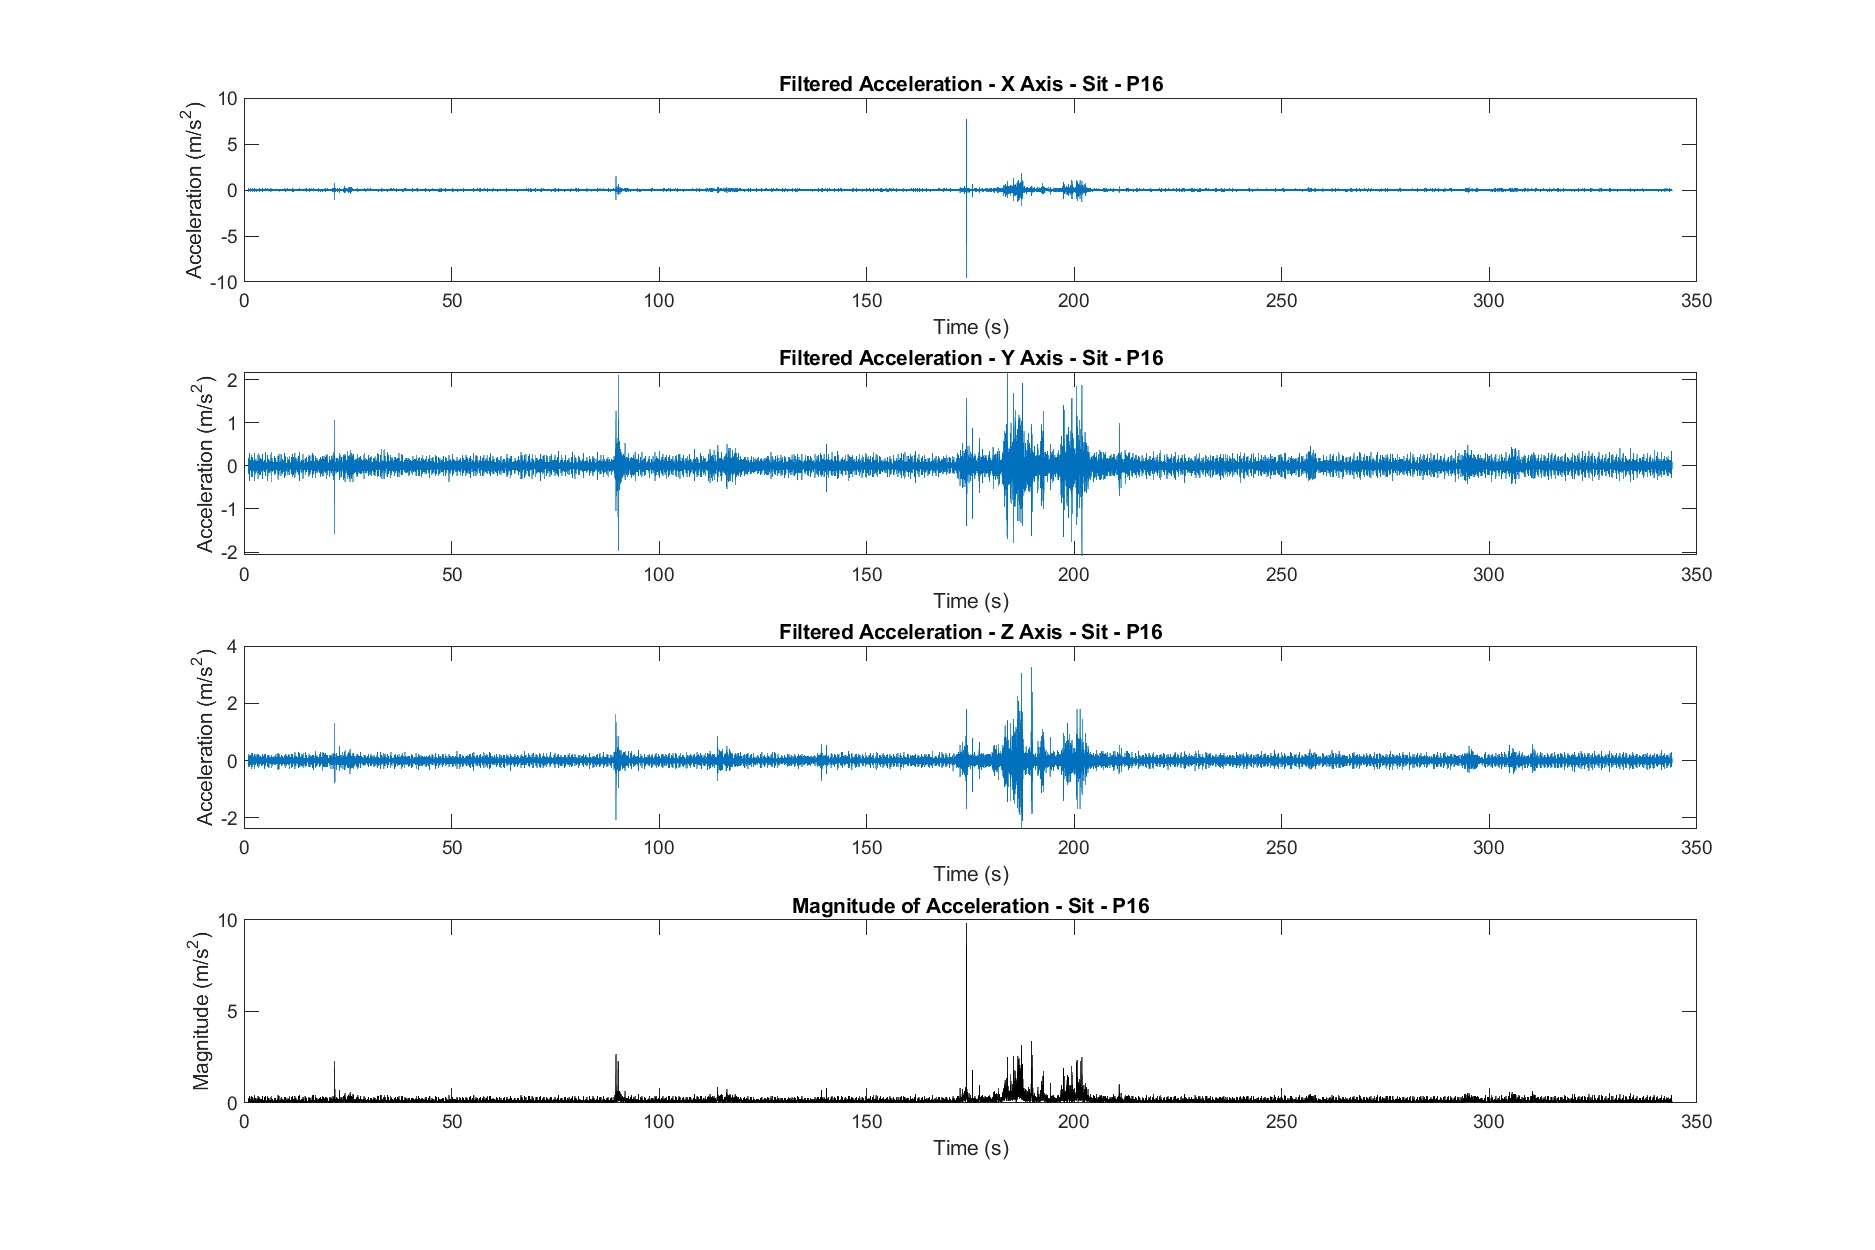 Filtered Acceleration - X Axis - Sit - P16
10
5
0
-5
-10
Acceleration (m/s²)
0 50 100 150 200 250 300 350
Time (s)
Filtered Acceleration - Y Axis - Sit - P16
2
1
0
-1
-2
Acceleration (m/s²)
0 50 100 150 200 250 300 350
Time (s)
Filtered Acceleration - Z Axis - Sit - P16
4
2
0
-2
Acceleration (m/s²)
0 50 100 150 200 250 300 350
Time (s)
Magnitude of Acceleration - Sit - P16
10
5
0
Magnitude (m/s²)
0 50 100 150 200 250 300 350
Time (s)